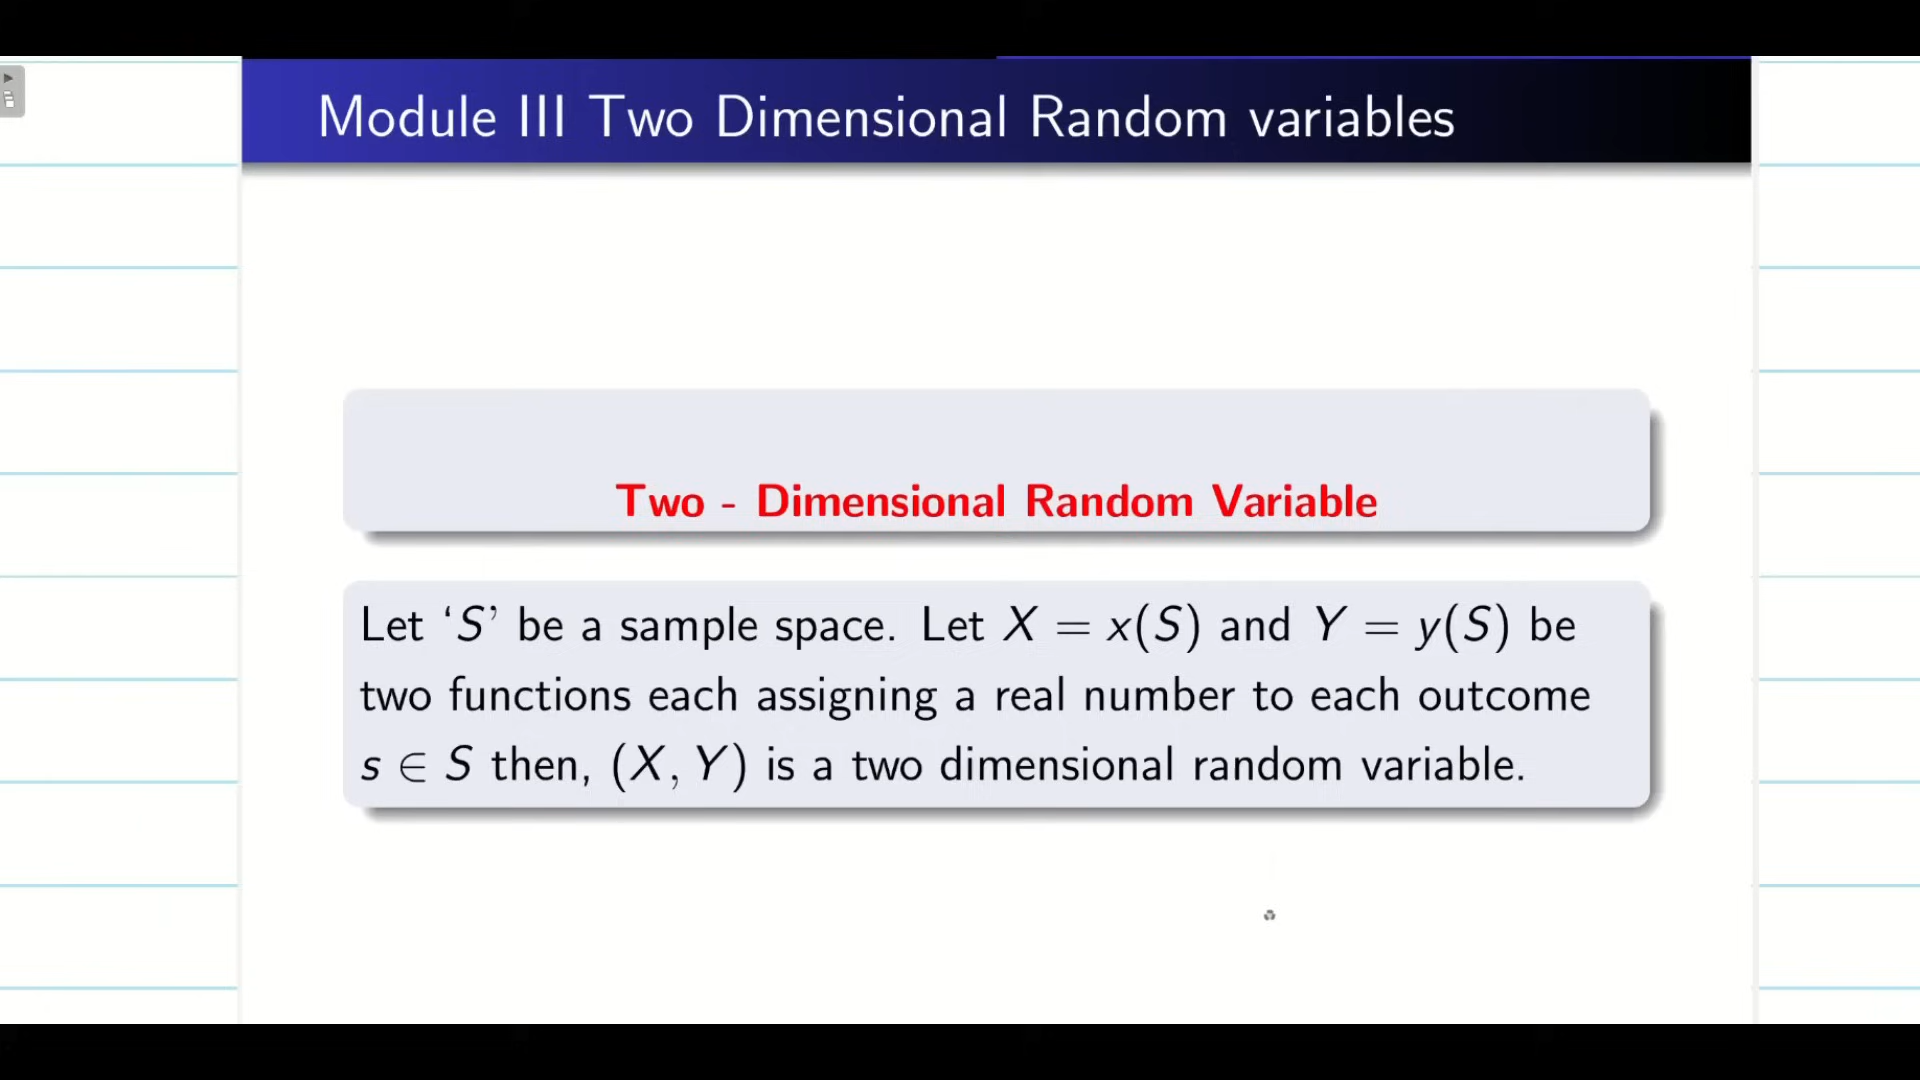 Module III Two Dimensional Random variables
Two - Dimensional Random Variable
Let ‘S’ be a sample space. Let X = x(S) and Y = y(S) be
two functions each assigning a real number to each outcome
s ∈ S then, (X, Y) is a two dimensional random variable.